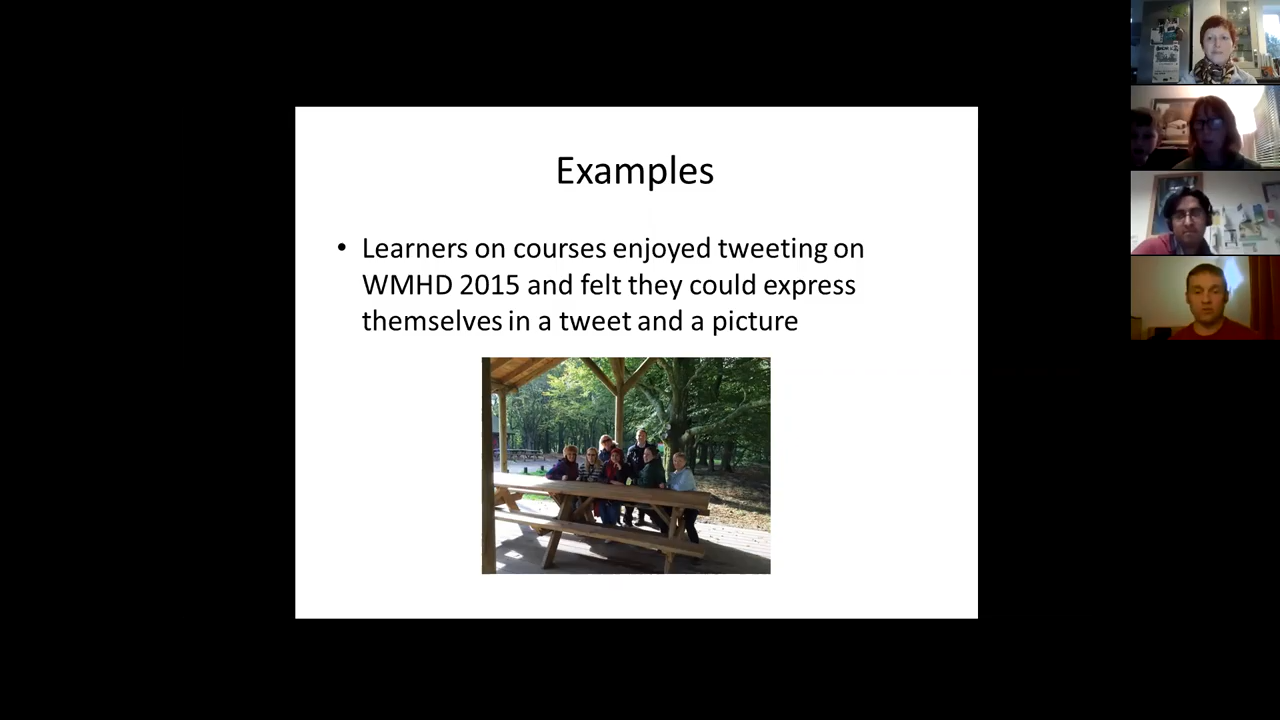 Examples
• Learners on courses enjoyed tweeting on
WMHD 2015 and felt they could express
themselves in a tweet and a picture